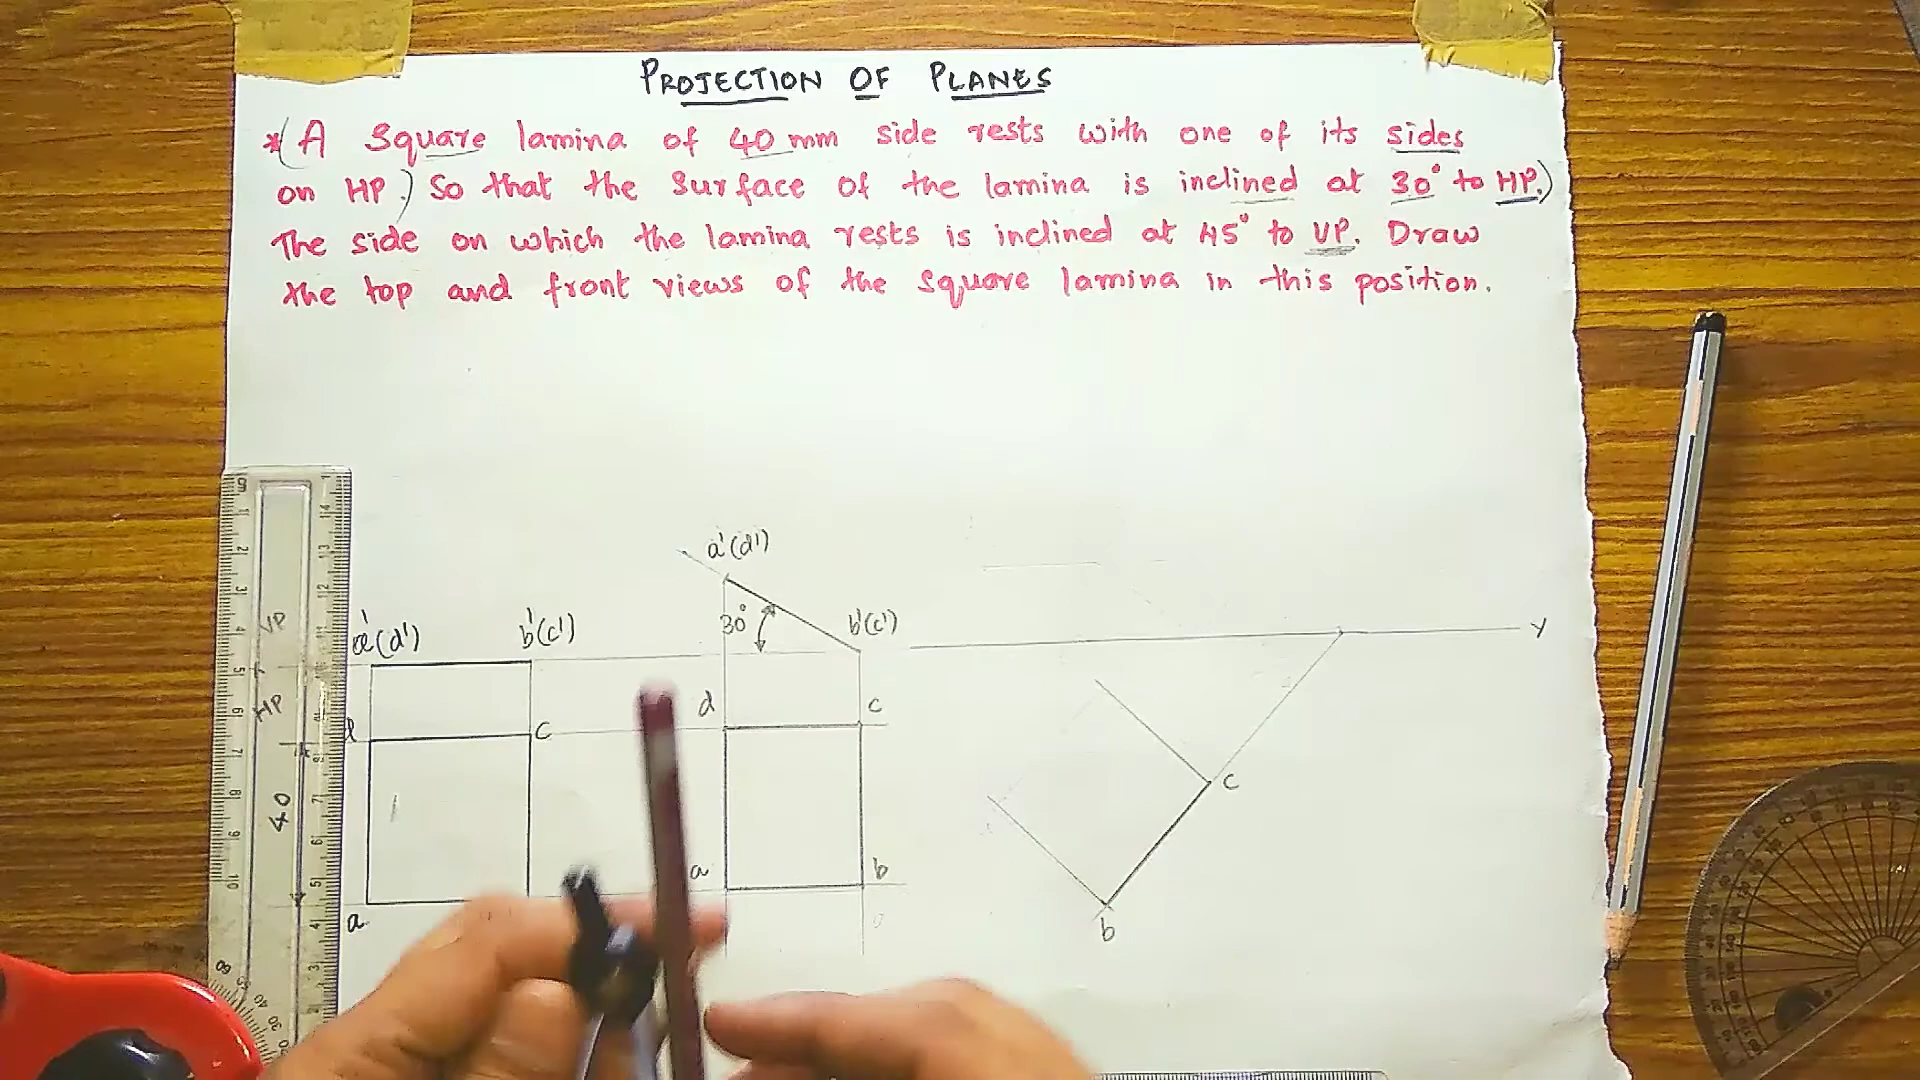 PROJECTION OF PLANES
*(A Square lamina of 40 mm side rests with one of its sides
on HP.) So that the Surface of the lamina is inclined at 30° to HP.)
The side on which the lamina rests is inclined at 45° to VP. Draw
the top and front views of the square lamina in this position.
a'(d')
30°
b'(c')
a'(d')
b'(c')
y
VP
HP
d
c
d
c
c
40
a
b
a
b